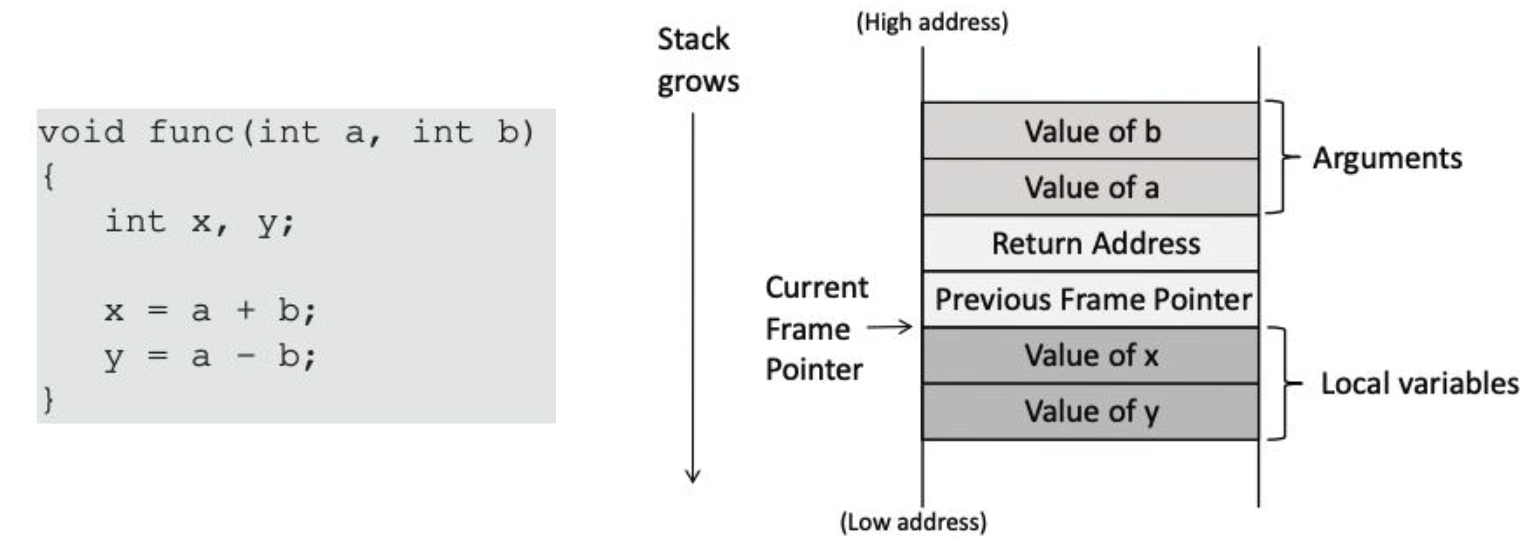 void func(int a, int b)
{
int x, y;
x = a + b;
y = a - b;
}
Stack
grows
(High address)
Value of b
Value of a
Arguments
Return Address
Previous Frame Pointer
Current
Frame
Pointer
Value of x
Value of y
Local variables
(Low address)